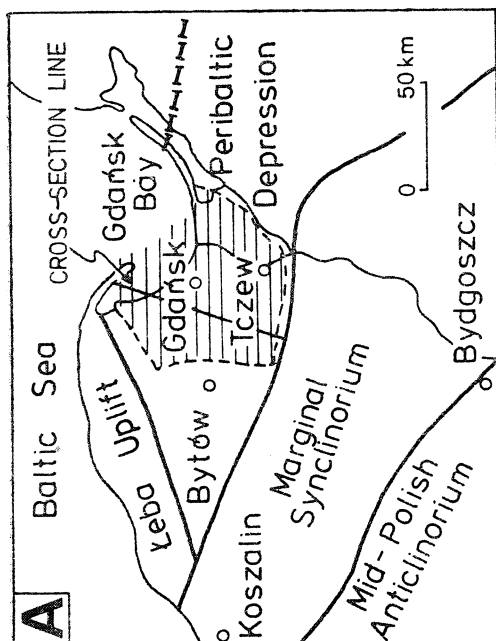 A
Baltic Sea
CROSS-SECTION LINE
Gdańsk
Bay
Łeba Uplift
Gdańsk
Peribaltic
Depression
Bytów
Tczew
Koszalin
Marginal
Synclinorium
0 50 km
Mid-Polish
Anticlinorium
Bydgoszcz